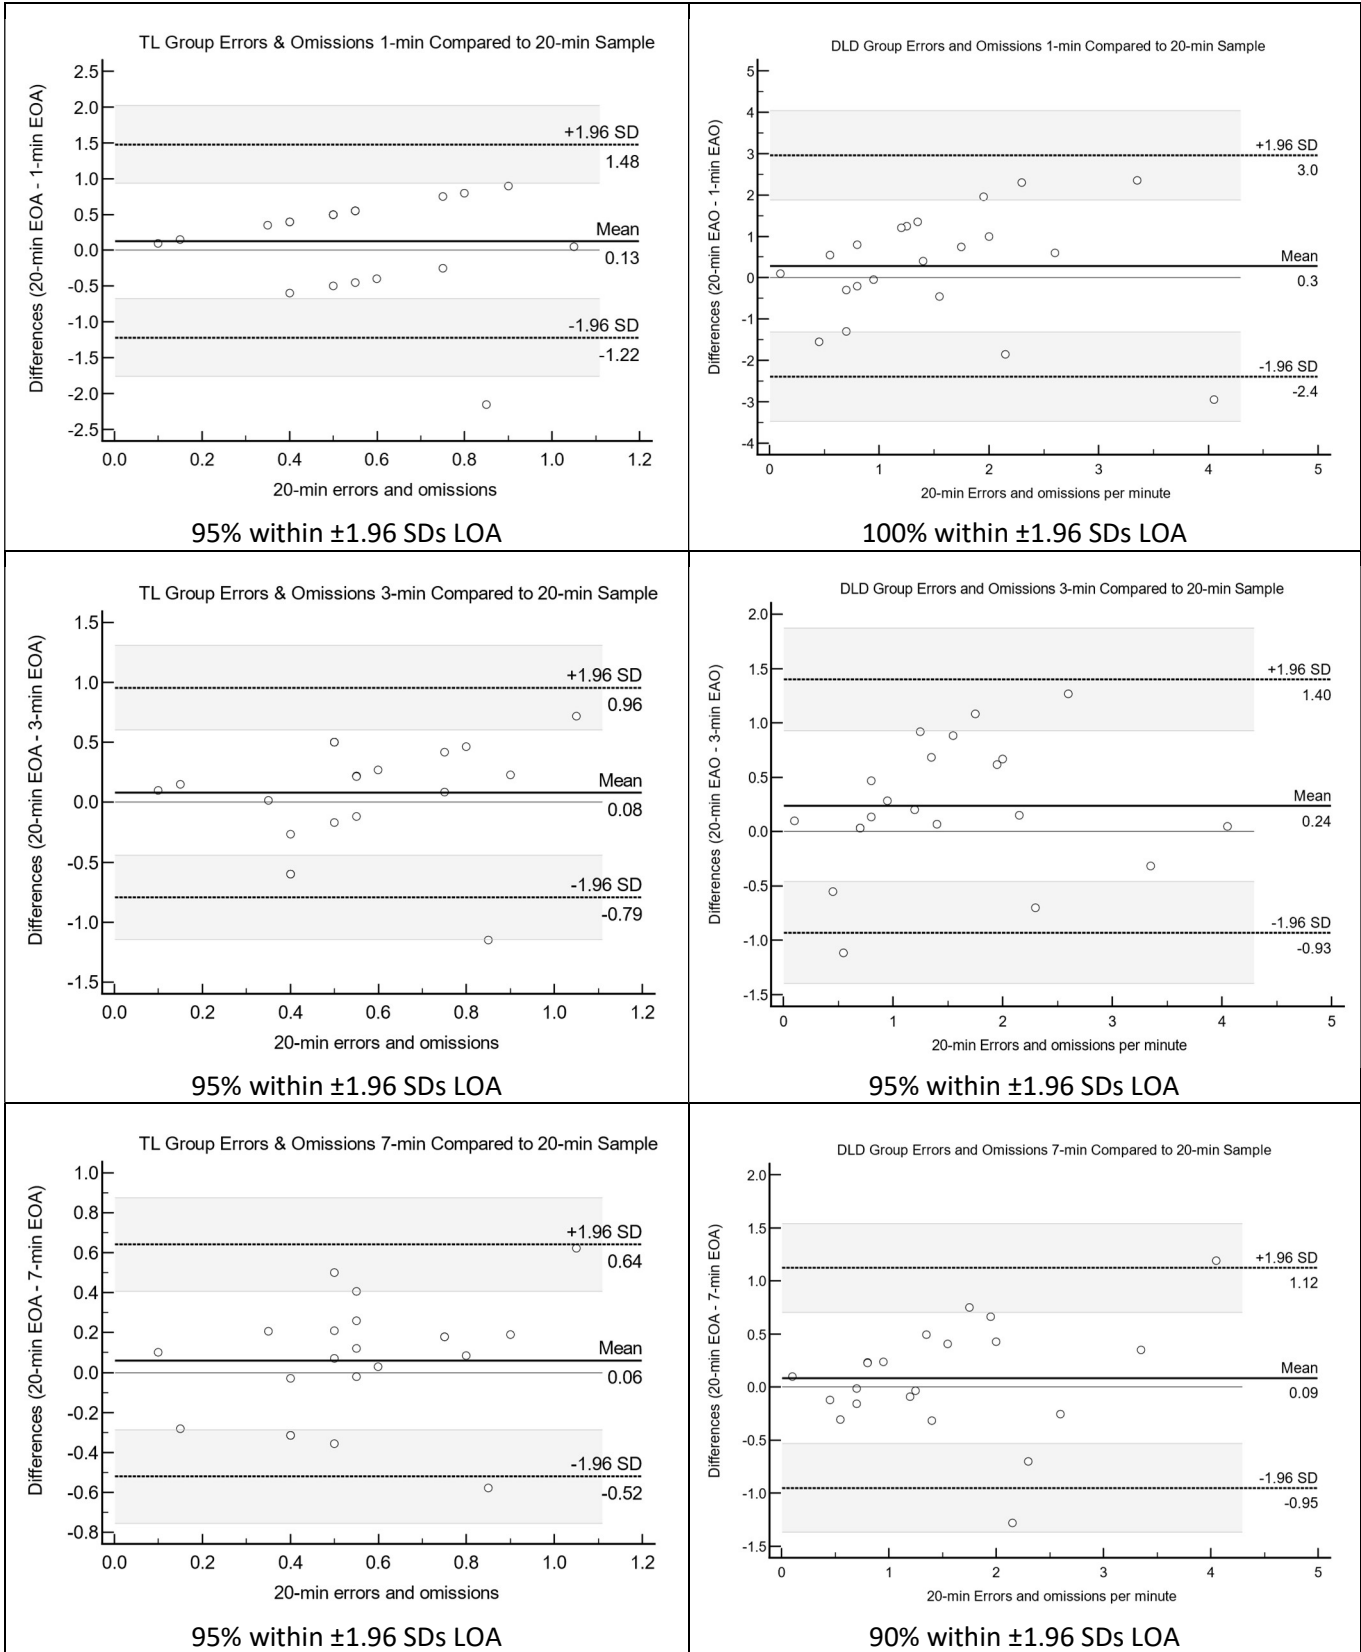 TL Group Errors & Omissions 1-min Compared to 20-min Sample
Differences (20-min EOA - 1-min EOA)
2.5
2.0
1.5
1.0
0.5
0.0
-0.5
-1.0
-1.5
-2.0
-2.5
+1.96 SD
1.48
Mean
0.13
-1.96 SD
-1.22
0.0 0.2 0.4 0.6 0.8 1.0 1.2
20-min errors and omissions
95% within ±1.96 SDs LOA
DLD Group Errors and Omissions 1-min Compared to 20-min Sample
Differences (20-min EAO - 1-min EAO)
5
4
3
2
1
0
-1
-2
-3
-4
+1.96 SD
3.0
Mean
0.3
-1.96 SD
-2.4
0 1 2 3 4 5
20-min Errors and omissions per minute
100% within ±1.96 SDs LOA
TL Group Errors & Omissions 3-min Compared to 20-min Sample
Differences (20-min EOA - 3-min EOA)
1.5
1.0
0.5
0.0
-0.5
-1.0
-1.5
+1.96 SD
0.96
Mean
0.08
-1.96 SD
-0.79
0.0 0.2 0.4 0.6 0.8 1.0 1.2
20-min errors and omissions
95% within ±1.96 SDs LOA
DLD Group Errors and Omissions 3-min Compared to 20-min Sample
Differences (20-min EAO - 3-min EAO)
2.0
1.5
1.0
0.5
0.0
-0.5
-1.0
-1.5
+1.96 SD
1.40
Mean
0.24
-1.96 SD
-0.93
0 1 2 3 4 5
20-min Errors and omissions per minute
95% within ±1.96 SDs LOA
TL Group Errors & Omissions 7-min Compared to 20-min Sample
Differences (20-min EOA - 7-min EOA)
1.0
0.8
0.6
0.4
0.2
0.0
-0.2
-0.4
-0.6
-0.8
+1.96 SD
0.64
Mean
0.06
-1.96 SD
-0.52
0.0 0.2 0.4 0.6 0.8 1.0 1.2
20-min errors and omissions
95% within ±1.96 SDs LOA
DLD Group Errors and Omissions 7-min Compared to 20-min Sample
Differences (20-min EOA - 7-min EOA)
2.0
1.5
1.0
0.5
0.0
-0.5
-1.0
-1.5
+1.96 SD
1.12
Mean
0.09
-1.96 SD
-0.95
0 1 2 3 4 5
20-min Errors and omissions per minute
90% within ±1.96 SDs LOA